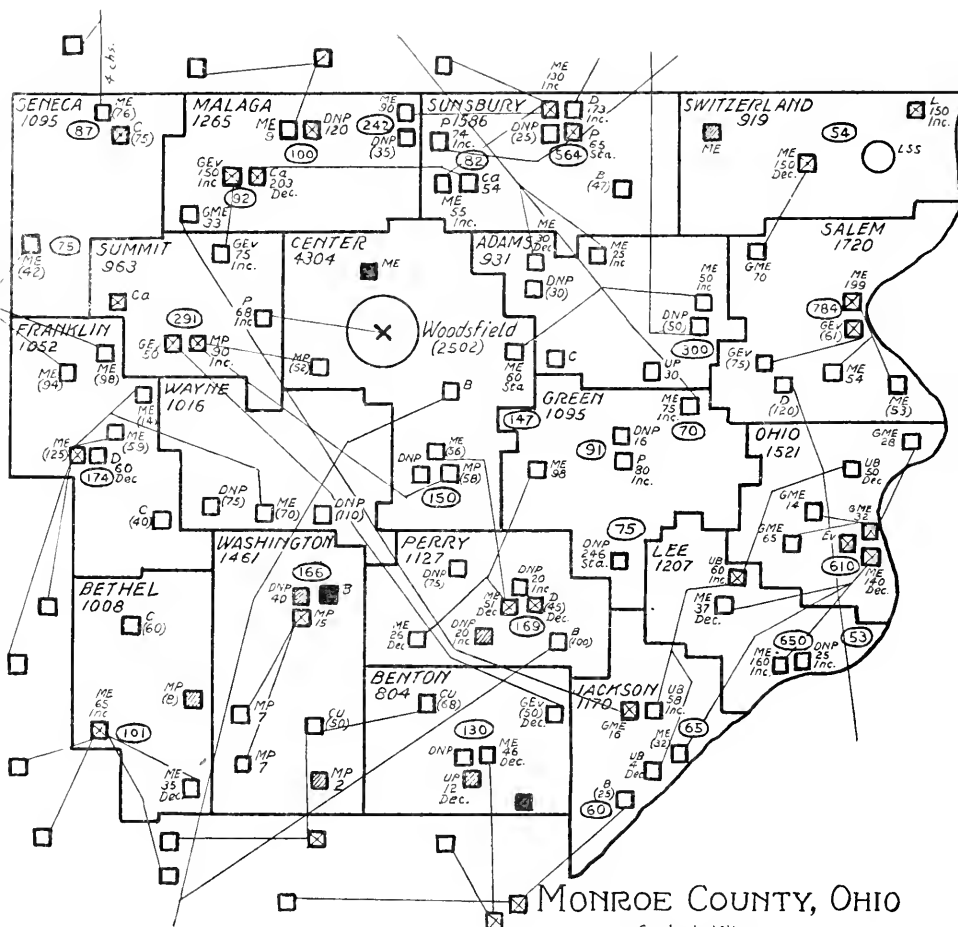 4 chs.
SENECA
1095
ME
(76)
87
C
(75)
75
ME
(42)
MALAGA
1265
ME
9
DNP
120
100
ME
90
242
DNP
(35)
GEv
150
Inc
Ca
203
Dec.
92
GME
33
SUNSBURY
1586
P
74
Inc.
ME
130
Inc
D
173
Inc.
DNP
(25)
P
65
Sta.
82
564
Ca
54
ME
55
Inc.
B
(47)
SWITZERLAND
919
ME
54
L
150
Inc.
LSS
ME
150
Dec.
SUMMIT
963
GEv
75
Inc.
Ca
P
68
Inc
291
GEv
50
MP
90
Inc.
CENTER
4304
ME
Woodsfield
(2502)
MP
(52)
ME
60
Sta
B
ME
(56)
DNP
MP
(58)
150
147
ADAMS
931
ME
30
Dec
DNP
(30)
ME
25
Inc
ME
50
Inc
DNP
(50)
300
C
UP
30
SALEM
1720
GME
70
ME
199
784
GEv
(61)
GEv
(75)
D
(120)
ME
54
ME
(53)
FRANKLIN
1052
ME
(94)
ME
(98)
ME
(14)
ME
(59)
ME
(125)
D
60
Dec
174
C
(40)
WAYNE
1016
DNP
(75)
ME
(70)
DNP
(110)
GREEN
1095
ME
75
Inc
70
DNP
16
91
P
80
Inc.
ME
98
75
DNP
246
Sta.
OHIO
1521
GME
28
UB
50
Dec
GME
14
GME
32
GME
65
Ev
610
ME
140
Dec.
650
53
ME
160
Inc.
DNP
25
Inc.
LEE
1207
UB
60
Inc
ME
37
Dec
WASHINGTON
1461
166
DNP
40
B
MP
15
MP
7
MP
7
CU
(50)
MP
2
PERRY
1127
DNP
(75)
DNP
20
Inc
ME
51
Dec
D
(45)
Dec.
169
ME
26
Dec
DNP
20
Inc
B
(100)
BETHEL
1008
C
(60)
MP
(8)
ME
65
Inc
101
ME
35
Dec
BENTON
804
CU
(68)
GEv
(50)
Dec
130
DNP
ME
46
Dec.
UP
12
Dec.
JACKSON
1170
GME
16
UB
58
Inc.
ME
(32)
65
UB
4
Dec
B
(25)
60
MONROE COUNTY, OHIO